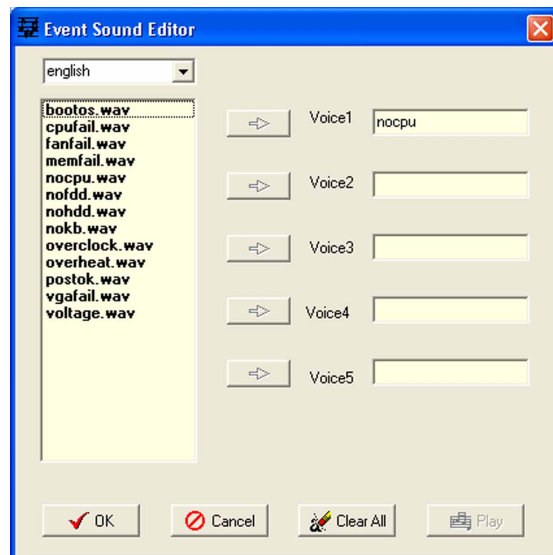 Event Sound Editor
english
bootos.wav
cpufail.wav
fanfail.wav
memfail.wav
nocpu.wav
nofdd.wav
nohdd.wav
nokb.wav
overclock.wav
overheat.wav
postok.wav
vgafail.wav
voltage.wav
Voice1 nocpu
Voice2
Voice3
Voice4
Voice5
OK Cancel Clear All Play